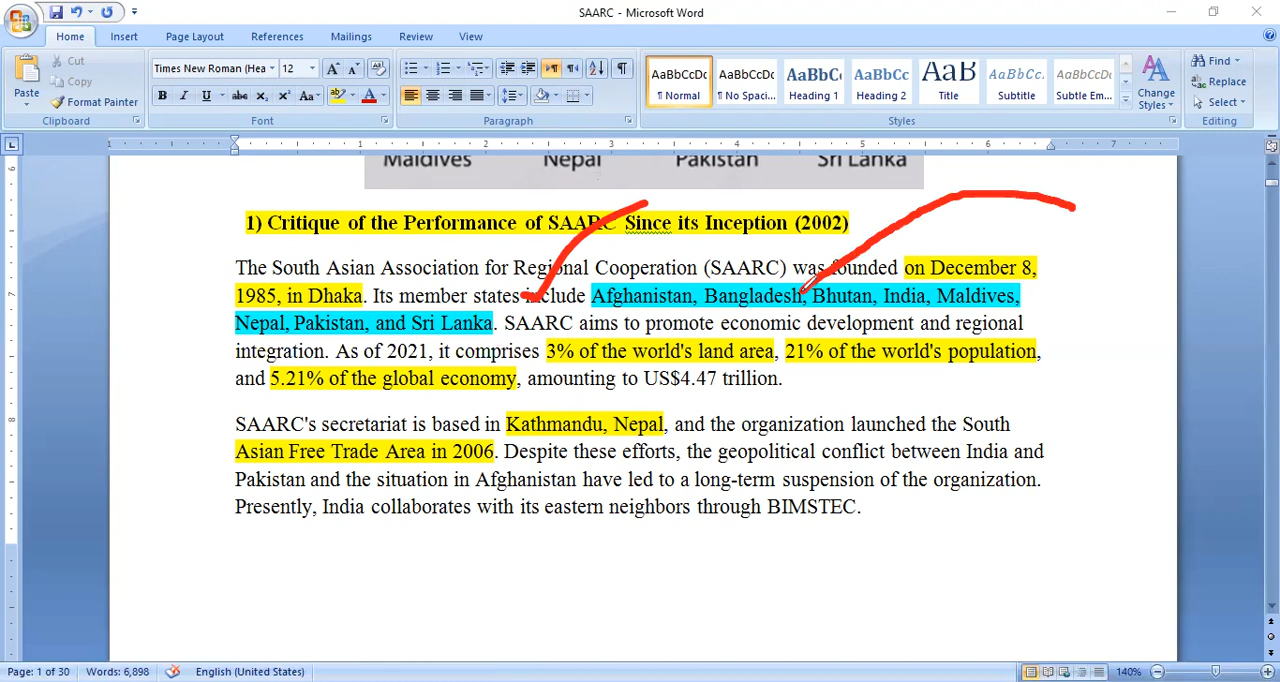 SAARC - Microsoft Word
Home Insert Page Layout References Mailings Review View
Paste
Cut
Copy
Format Painter
Clipboard
Times New Roman (Hea 12
Font
Paragraph
AaBbCcDc AaBbCcDc AaBbC AaBbCc AaB AaBbCc AaBbCcDc
¶ Normal ¶ No Spaci... Heading 1 Heading 2 Title Subtitle Subtle Em...
Change
Styles
Styles
Find
Replace
Select
Editing
1 1 2 3 4 5 6 7
Maldives Nepal Pakistan Sri Lanka
1) Critique of the Performance of SAARC Since its Inception (2002)
The South Asian Association for Regional Cooperation (SAARC) was founded on December 8,
1985, in Dhaka. Its member states include Afghanistan, Bangladesh, Bhutan, India, Maldives,
Nepal, Pakistan, and Sri Lanka. SAARC aims to promote economic development and regional
integration. As of 2021, it comprises 3% of the world's land area, 21% of the world's population,
and 5.21% of the global economy, amounting to US$4.47 trillion.
SAARC's secretariat is based in Kathmandu, Nepal, and the organization launched the South
Asian Free Trade Area in 2006. Despite these efforts, the geopolitical conflict between India and
Pakistan and the situation in Afghanistan have led to a long-term suspension of the organization.
Presently, India collaborates with its eastern neighbors through BIMSTEC.
Page: 1 of 30 Words: 6,898 English (United States) 140%